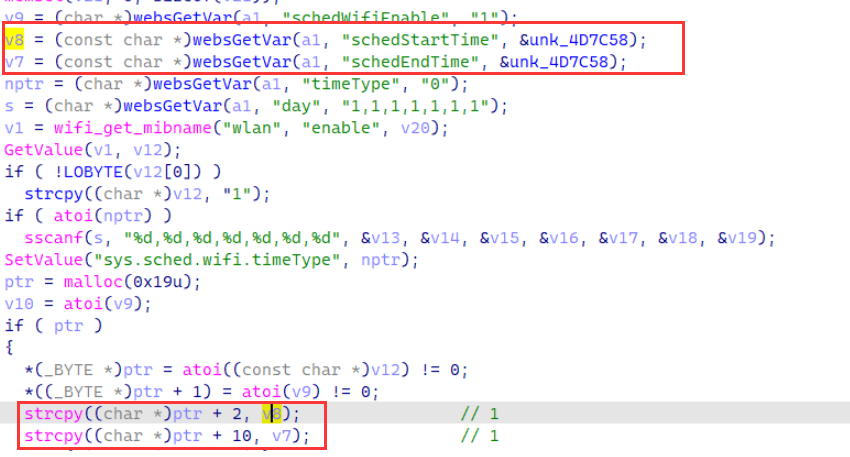 v9 = (char *)websGetVar(a1, "schedWifiEnable", "1");
v8 = (const char *)websGetVar(a1, "schedStartTime", &unk_4D7C58);
v7 = (const char *)websGetVar(a1, "schedEndTime", &unk_4D7C58);
nptr = (char *)websGetVar(a1, "timeType", "0");
s = (char *)websGetVar(a1, "day", "1,1,1,1,1,1,1");
v1 = wifi_get_mibname("wlan", "enable", v20);
GetValue(v1, v12);
if ( !LOBYTE(v12[0]) )
strcpy((char *)v12, "1");
if ( atoi(nptr) )
sscanf(s, "%d,%d,%d,%d,%d,%d,%d", &v13, &v14, &v15, &v16, &v17, &v18, &v19);
SetValue("sys.sched.wifi.timeType", nptr);
ptr = malloc(0x19u);
v10 = atoi(v9);
if ( ptr )
{
*(_BYTE *)ptr = atoi((const char *)v12) != 0;
*((_BYTE *)ptr + 1) = atoi(v9) != 0;
strcpy((char *)ptr + 2, v8); // 1
strcpy((char *)ptr + 10, v7); // 1